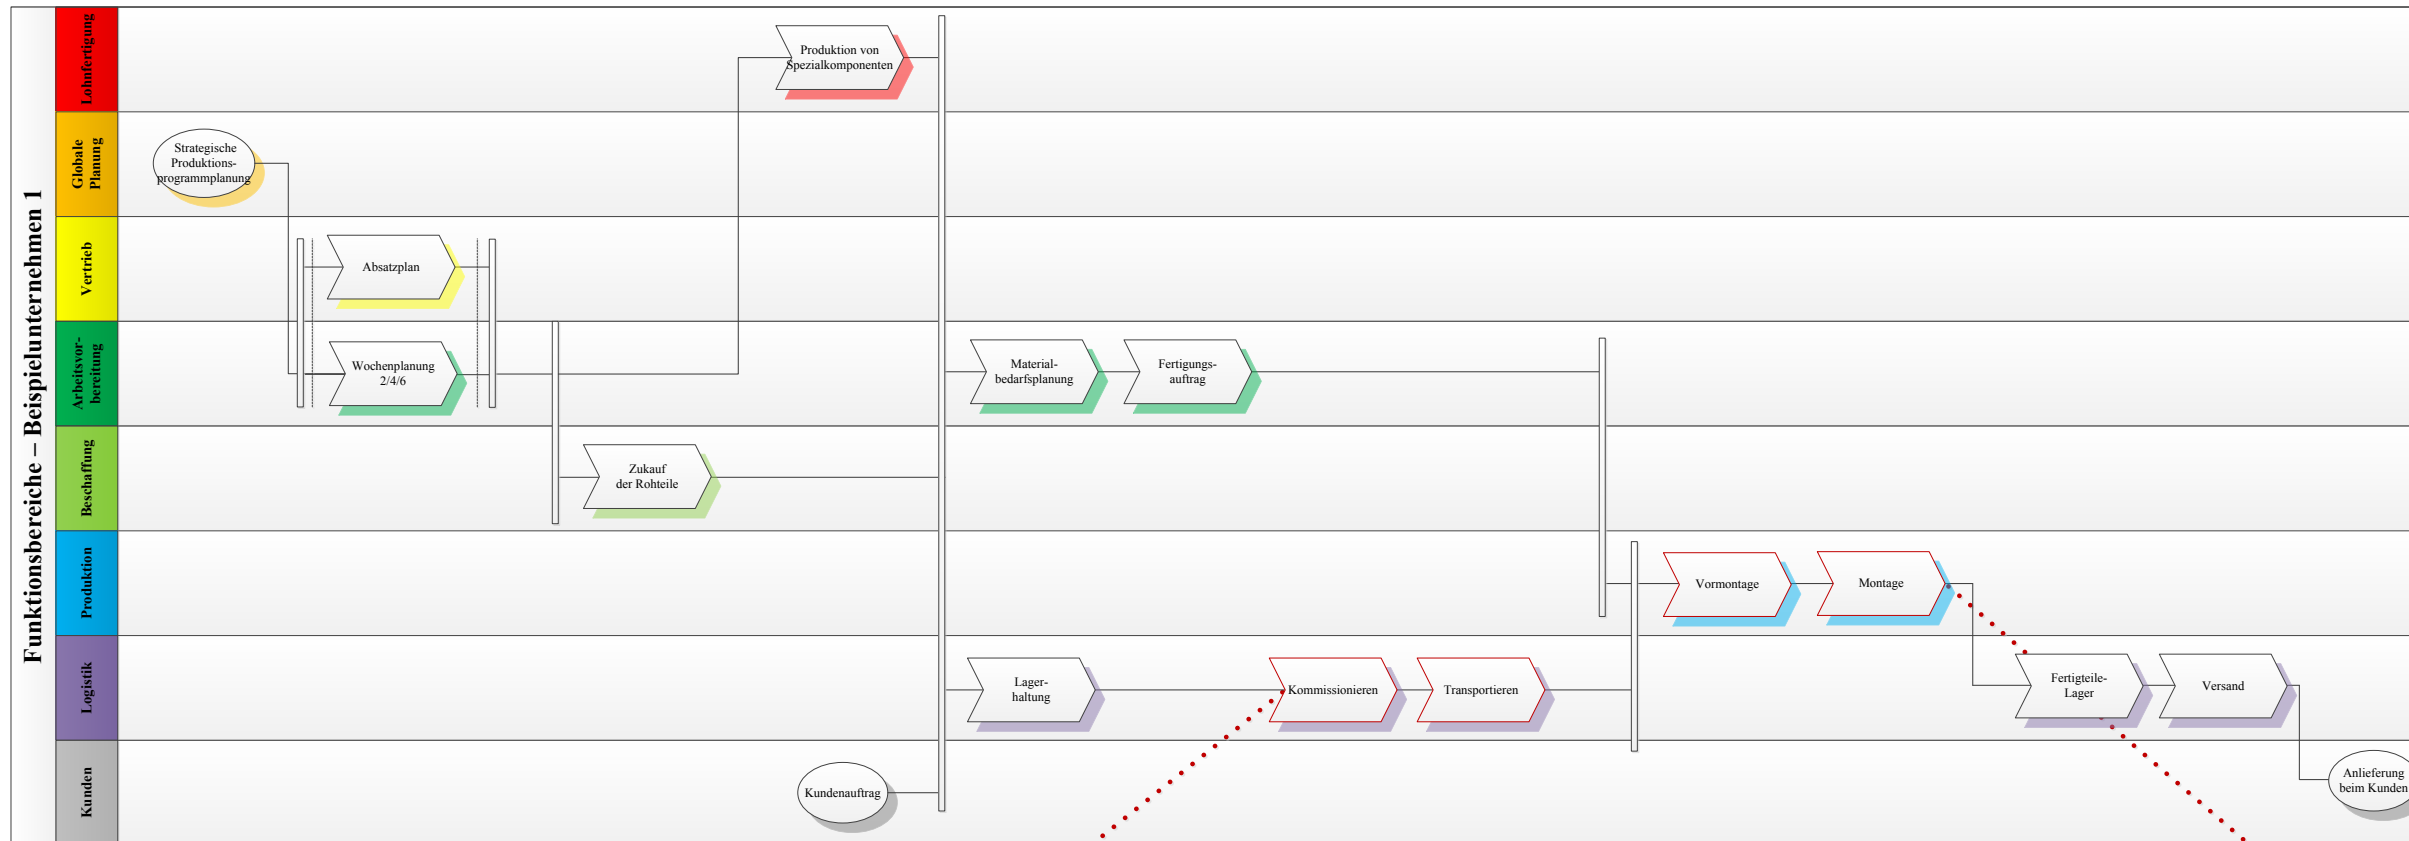 Funktionsbereiche – Beispielunternehmen 1
Lohnfertigung
Produktion von
Spezialkomponenten
Globale
Planung
Strategische
Produktions-
programmplanung
Vertrieb
Absatzplan
Arbeitsvor-
bereitung
Wochenplanung
2/4/6
Material-
bedarfsplanung
Fertigungs-
auftrag
Beschaffung
Zukauf
der Rohteile
Produktion
Vormontage
Montage
Logistik
Lager-
haltung
Kommissionieren
Transportieren
Fertigteile-
Lager
Versand
Kunden
Kundenauftrag
Anlieferung
beim Kunden